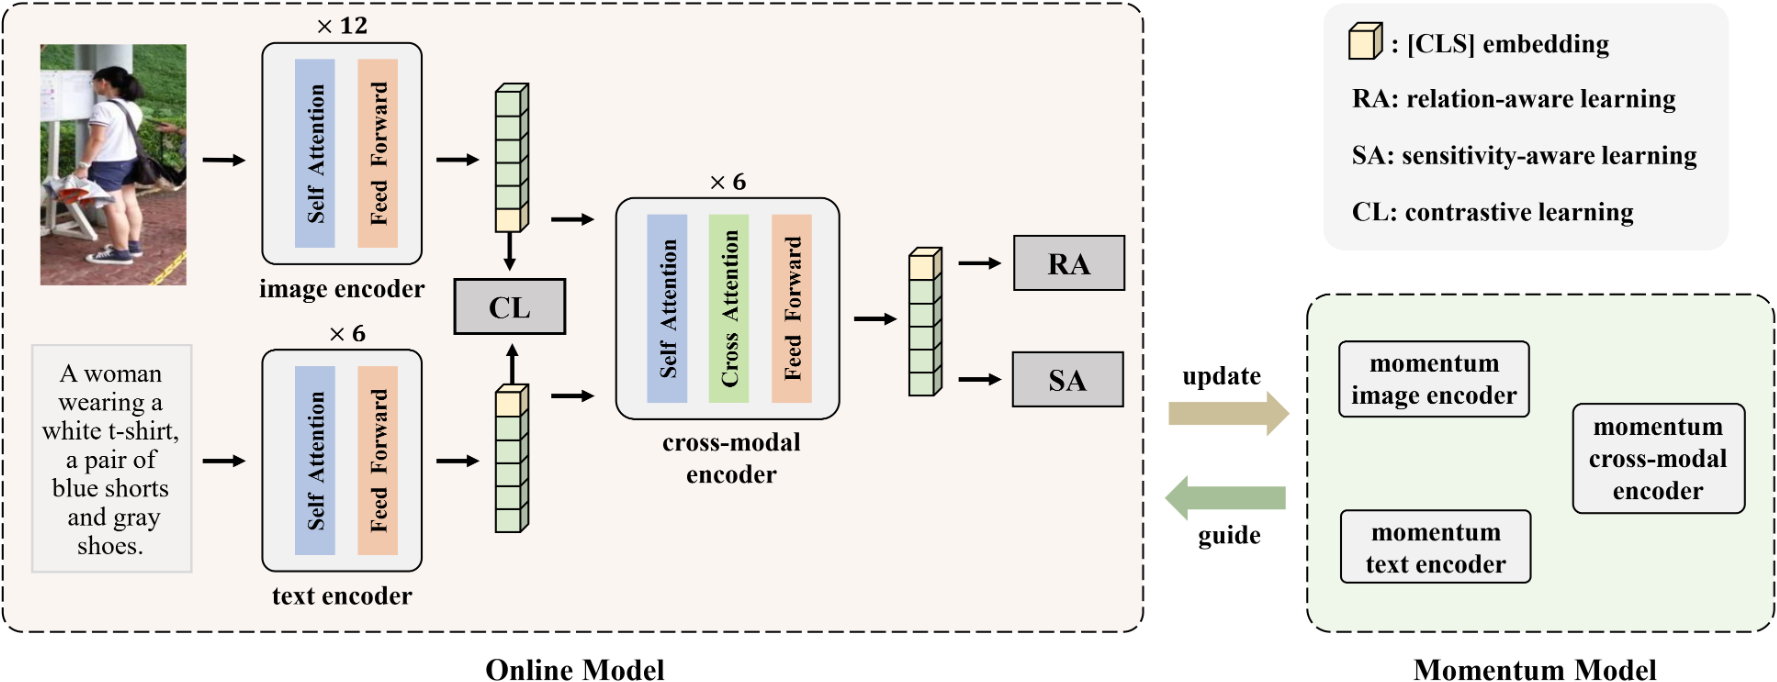 × 12
Self Attention
Feed Forward
image encoder
A woman
wearing a
white t-shirt,
a pair of
blue shorts
and gray
shoes.
× 6
Self Attention
Feed Forward
text encoder
CL
× 6
Self Attention
Cross Attention
Feed Forward
cross-modal
encoder
RA
SA
Online Model
update
guide
: [CLS] embedding
RA: relation-aware learning
SA: sensitivity-aware learning
CL: contrastive learning
momentum
image encoder
momentum
cross-modal
encoder
momentum
text encoder
Momentum Model